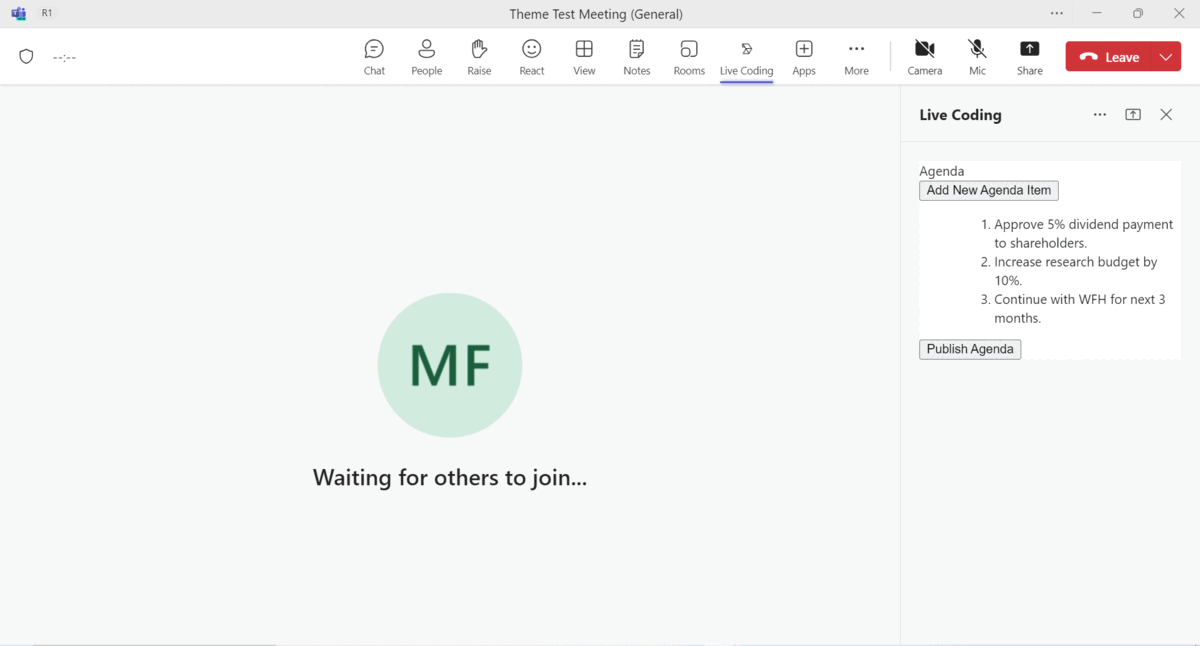 R1
Theme Test Meeting (General)
--:--
Chat
People
Raise
React
View
Notes
Rooms
Live Coding
Apps
More
Camera
Mic
Share
Leave
Live Coding
Agenda
Add New Agenda Item
1. Approve 5% dividend payment
to shareholders.
2. Increase research budget by
10%.
3. Continue with WFH for next 3
months.
Publish Agenda
MF
Waiting for others to join...